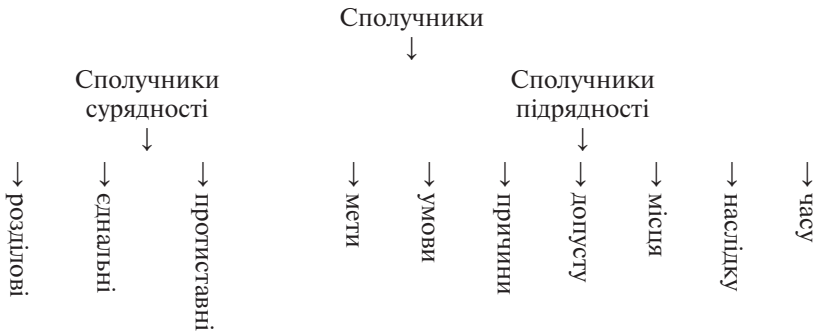 Сполучники
↓
Сполучники
сурядності
↓
Сполучники
підрядності
↓
→ розділові
→ єднальні
→ протиставні
→ мети
→ умови
→ причини
→ допусту
→ місця
→ наслідку
→ часу